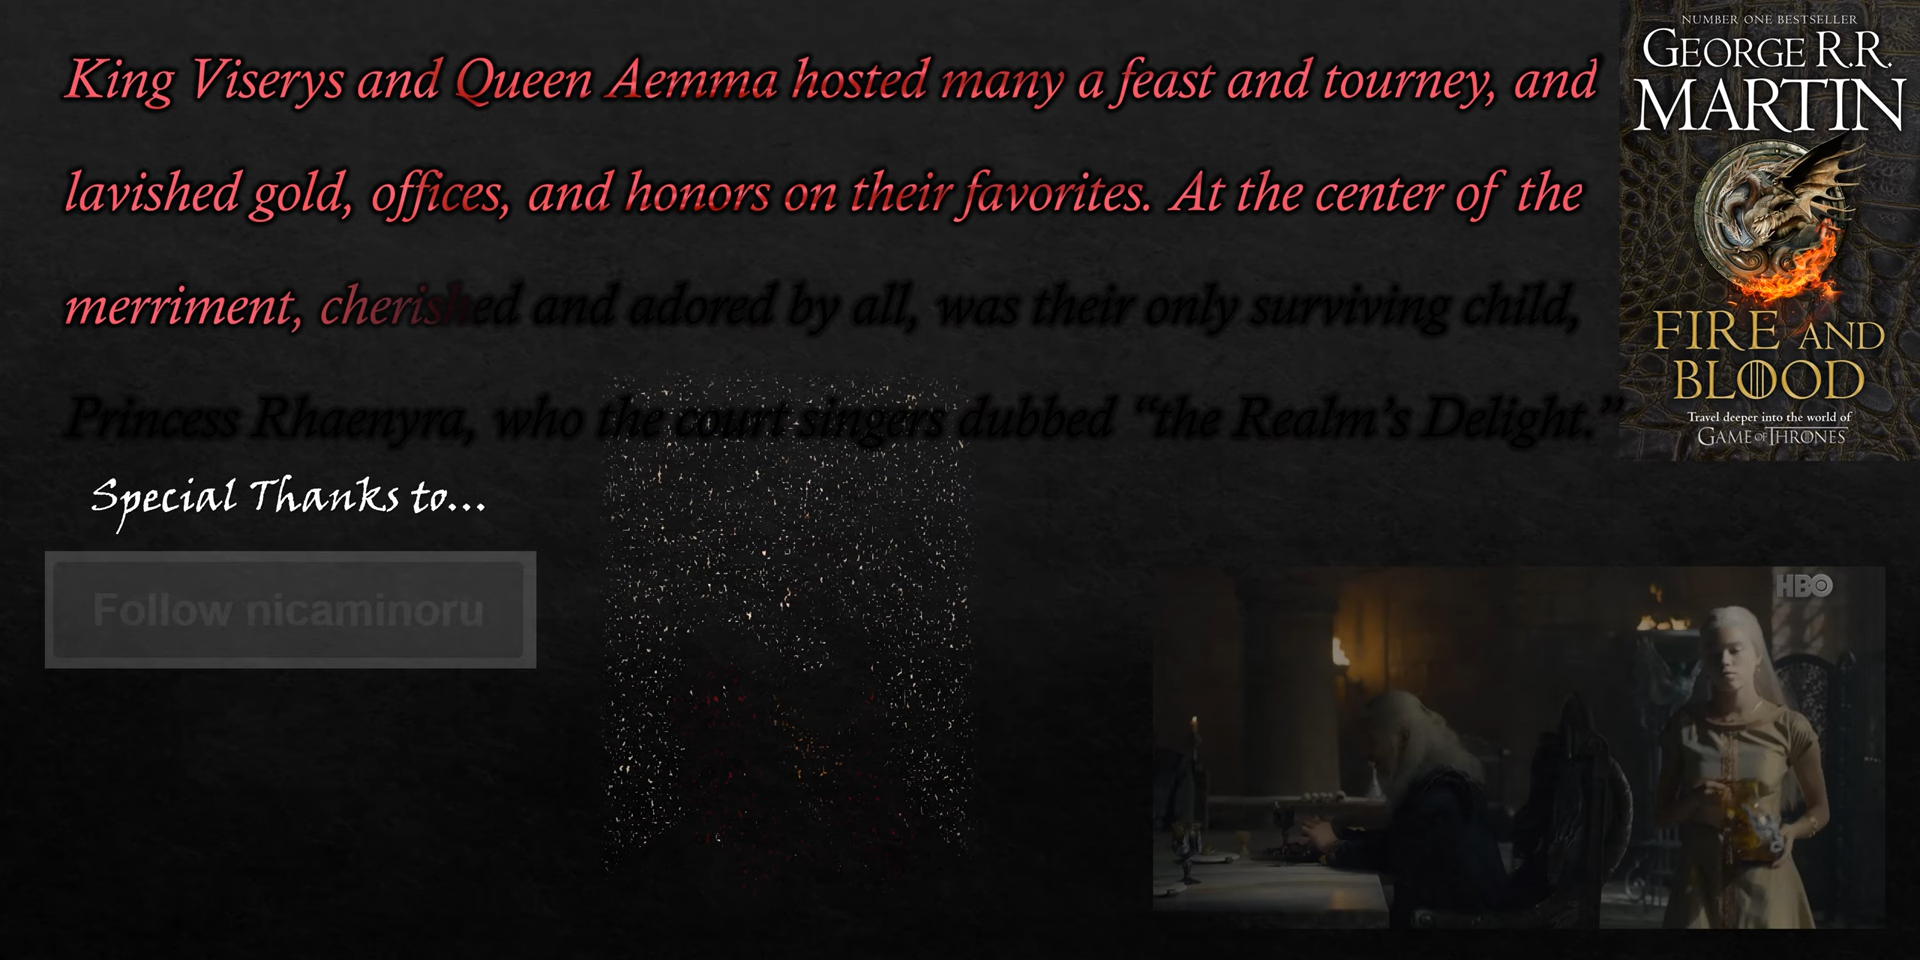 King Viserys and Queen Aemma hosted many a feast and tourney, and
lavished gold, offices, and honors on their favorites. At the center of the
merriment, cherished and adored by all, was their only surviving child,
Princess Rhaenyra, who the court singers dubbed “the Realm’s Delight.”
NUMBER ONE BESTSELLER
GEORGE R.R.
MARTIN
FIRE AND
BLOOD
Travel deeper into the world of
GAME OF THRONES
Special Thanks to...
Follow nicaminoru
HBO